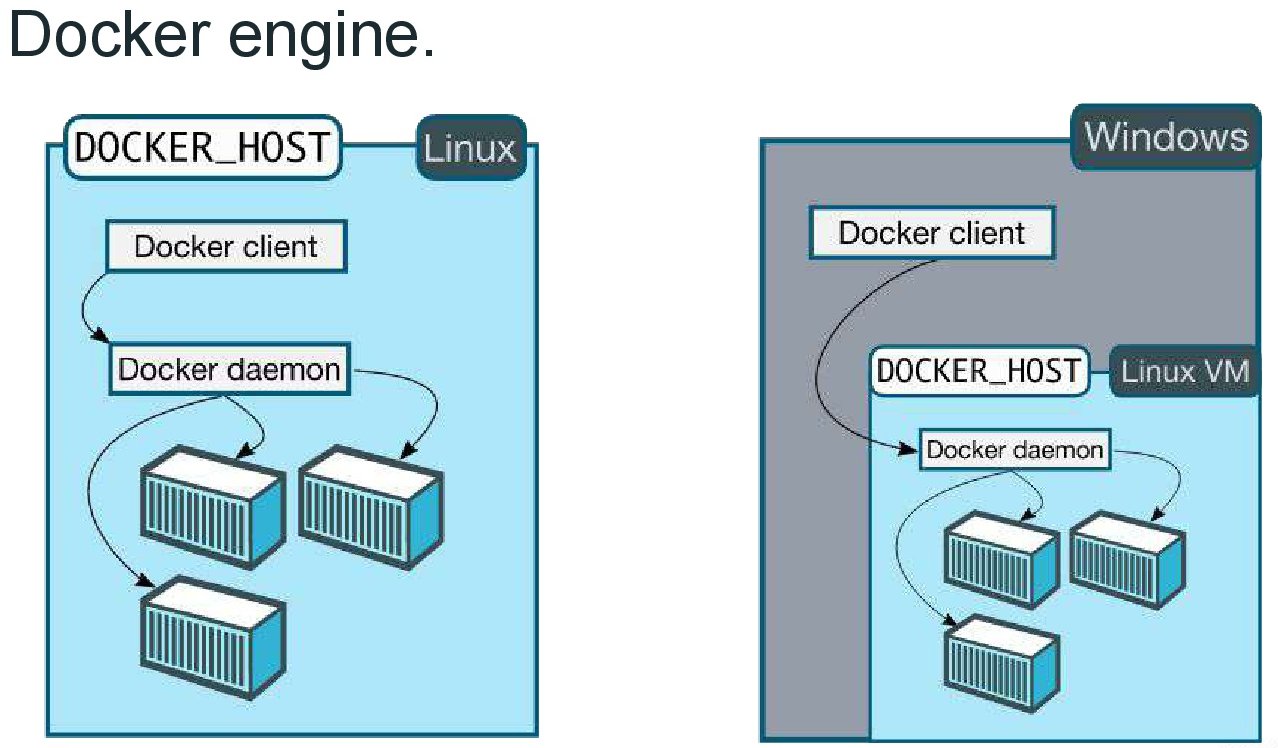 Docker engine.
DOCKER_HOST
Linux
Docker client
Docker daemon
Windows
Docker client
DOCKER_HOST
Linux VM
Docker daemon